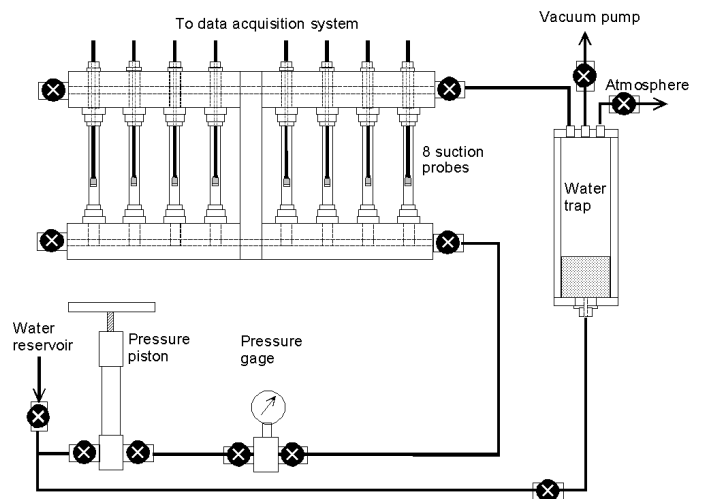 To data acquisition system
Vacuum pump
Atmosphere
8 suction
probes
Water
trap
Water
reservoir
Pressure
piston
Pressure
gage